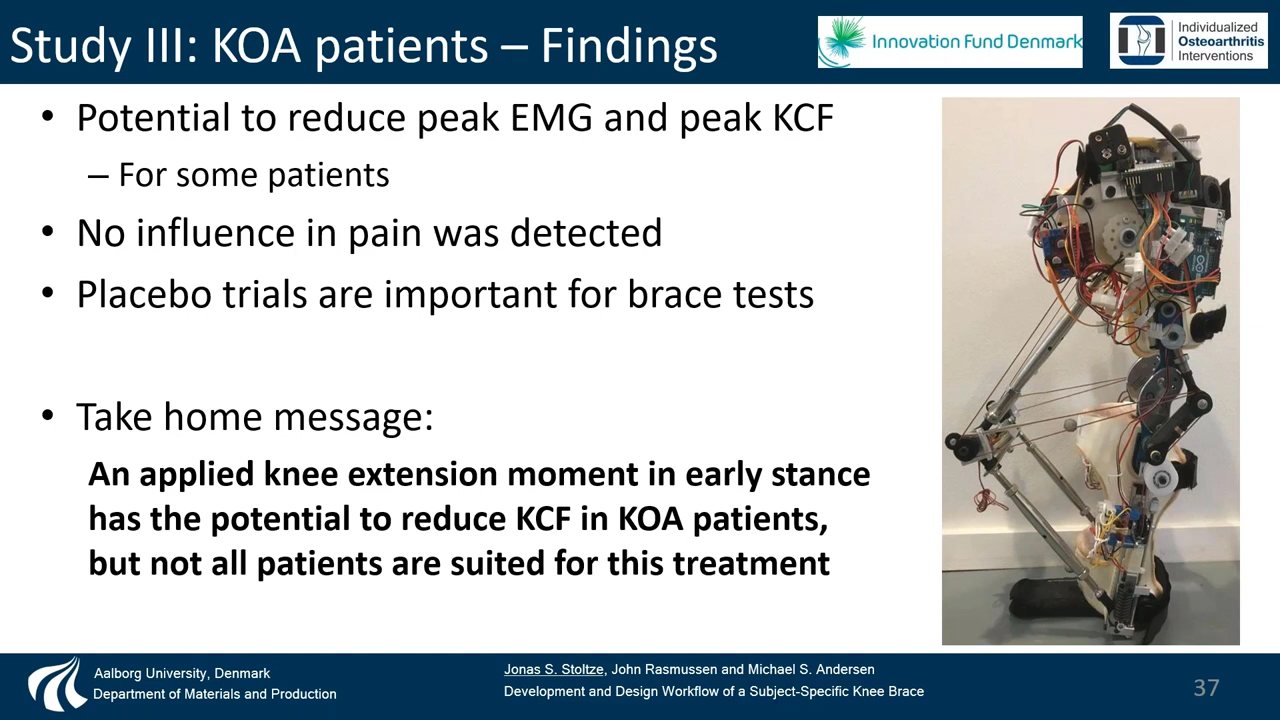 Study III: KOA patients – Findings
Innovation Fund Denmark
Individualized
Osteoarthritis
Interventions
• Potential to reduce peak EMG and peak KCF
– For some patients
• No influence in pain was detected
• Placebo trials are important for brace tests
• Take home message:
An applied knee extension moment in early stance
has the potential to reduce KCF in KOA patients,
but not all patients are suited for this treatment
Aalborg University, Denmark
Department of Materials and Production
Jonas S. Stoltze, John Rasmussen and Michael S. Andersen
Development and Design Workflow of a Subject-Specific Knee Brace
37